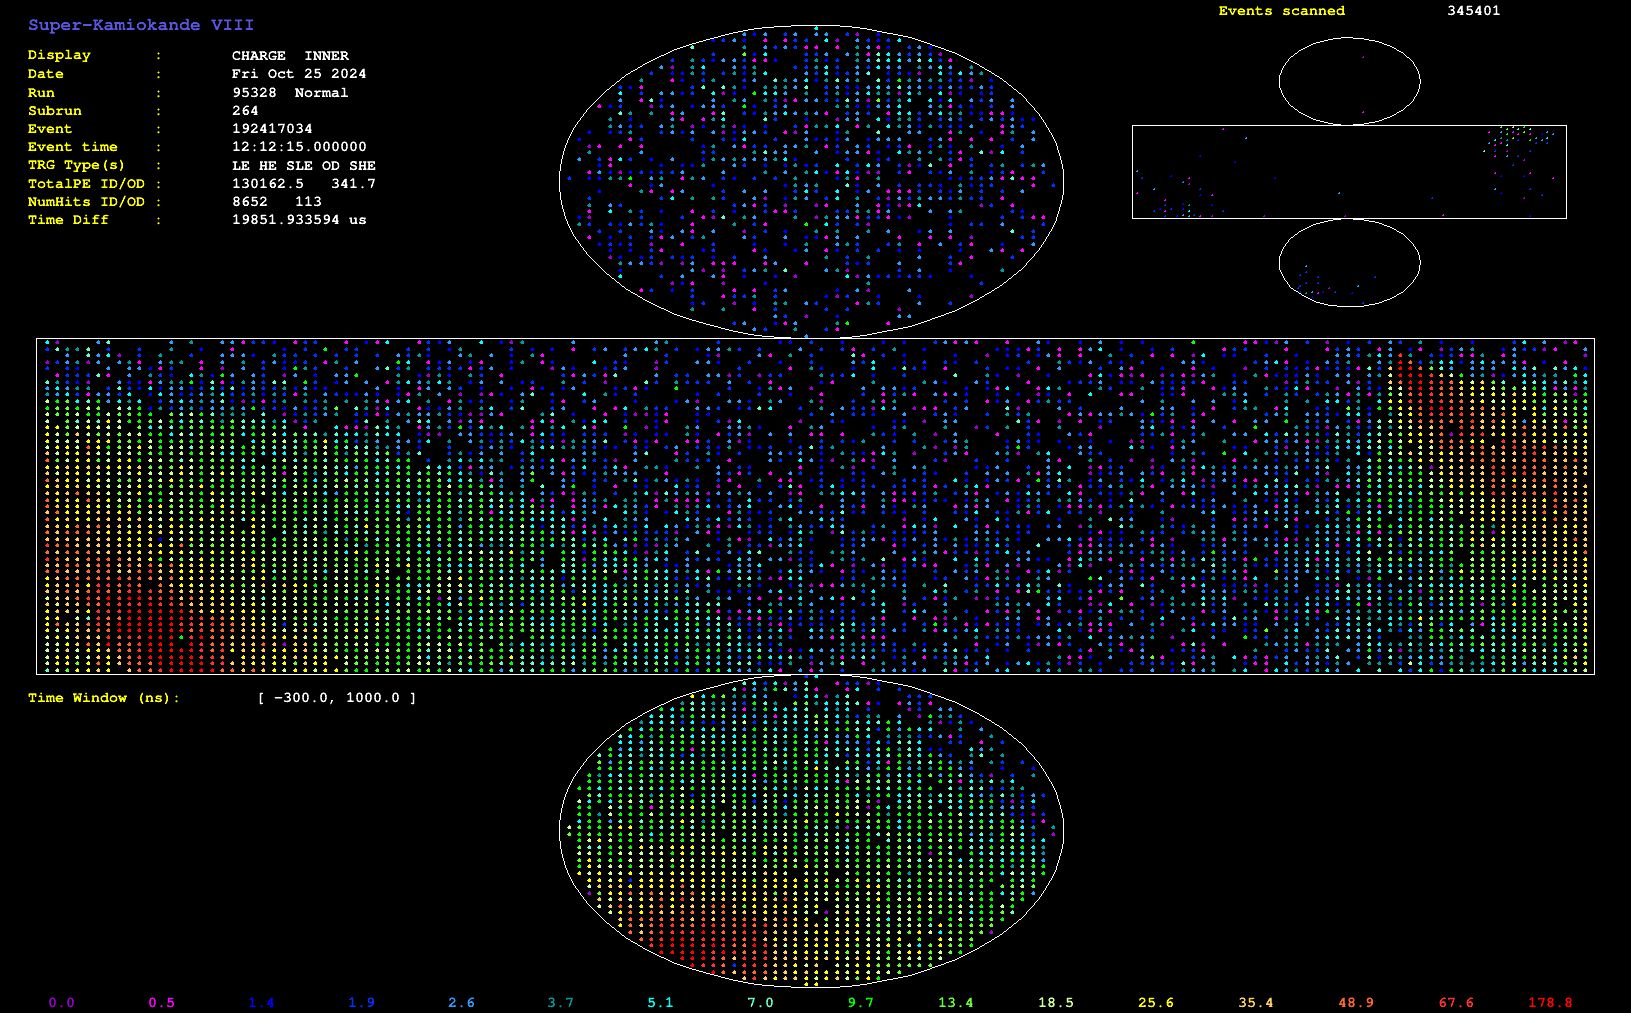 Super-Kamiokande VIII
Events scanned 345401
Display : CHARGE INNER
Date : Fri Oct 25 2024
Run : 95328 Normal
Subrun : 264
Event : 192417034
Event time : 12:12:15.000000
TRG Type(s) : LE HE SLE OD SHE
TotalPE ID/OD : 130162.5 341.7
NumHits ID/OD : 8652 113
Time Diff : 19851.933594 us
Time Window (ns): [ −300.0, 1000.0 ]
0.0 0.5 1.4 1.9 2.6 3.7 5.1 7.0 9.7 13.4 18.5 25.6 35.4 48.9 67.6 178.8